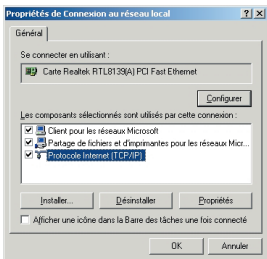 Propriétés de Connexion au réseau local
Général
Se connecter en utilisant :
Carte Realtek RTL8139(A) PCI Fast Ethernet
Configurer
Les composants sélectionnés sont utilisés par cette connexion :
Client pour les réseaux Microsoft
Partage de fichiers et d'imprimantes pour les réseaux Micr...
Protocole Internet (TCP/IP)
Installer... Désinstaller Propriétés
Afficher une icône dans la Barre des tâches une fois connecté
OK Annuler